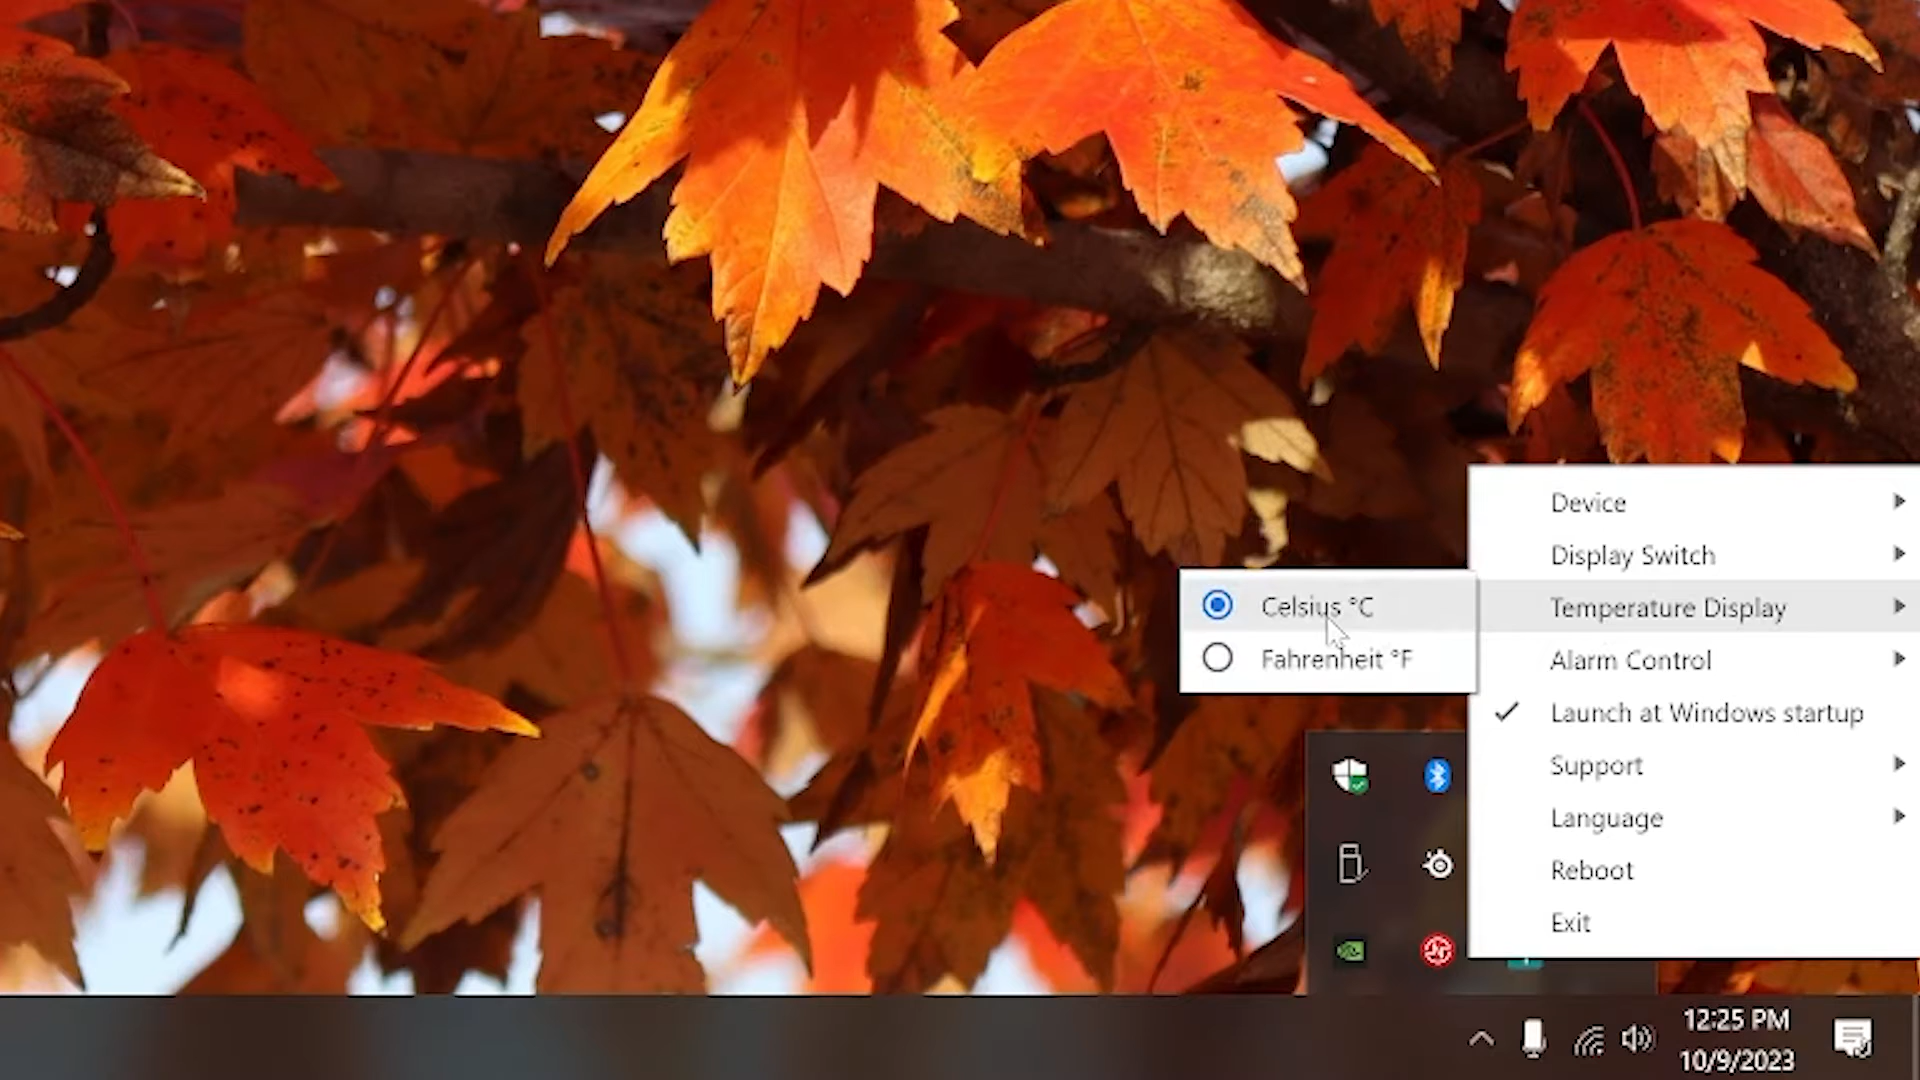 Device
Display Switch
Celsius °C
Temperature Display
Fahrenheit °F
Alarm Control
Launch at Windows startup
Support
Language
Reboot
Exit
12:25 PM
10/9/2023